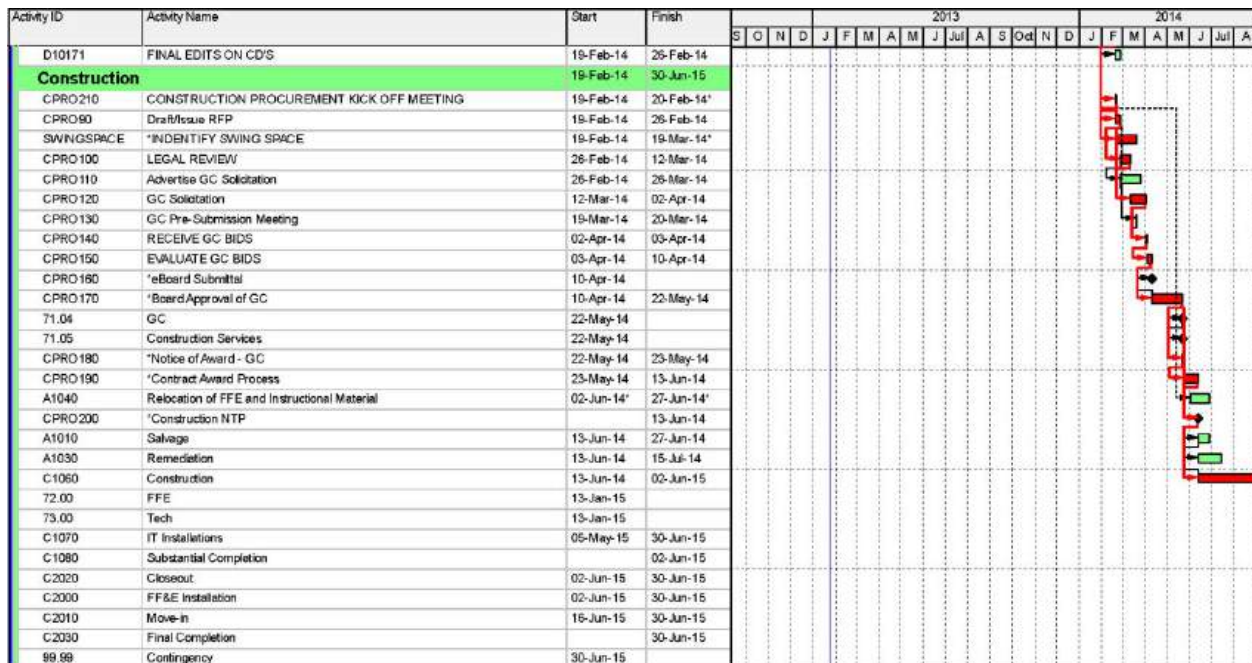 Activity ID Activity Name Start Finish 2013 2014
S O N D J F M A M J Jul A S Oct N D J F M A M J Jul A
D10171 FINAL EDITS ON CD'S 19-Feb-14 26-Feb-14
Construction 19-Feb-14 30-Jun-15
CPRO210 CONSTRUCTION PROCUREMENT KICK OFF MEETING 19-Feb-14 20-Feb-14*
CPRO90 Draft/Issue RFP 19-Feb-14 26-Feb-14
SWINGSPACE *INDENTIFY SWING SPACE 19-Feb-14 19-Mar-14*
CPRO100 LEGAL REVIEW 26-Feb-14 12-Mar-14
CPRO110 Advertise GC Solicitation 26-Feb-14 26-Mar-14
CPRO120 GC Solicitation 12-Mar-14 02-Apr-14
CPRO130 GC Pre-Submission Meeting 19-Mar-14 20-Mar-14
CPRO140 RECEIVE GC BIDS 02-Apr-14 03-Apr-14
CPRO150 EVALUATE GC BIDS 03-Apr-14 10-Apr-14
CPRO160 *eBoard Submittal 10-Apr-14
CPRO170 *Board Approval of GC 10-Apr-14 22-May-14
71.04 GC 22-May-14
71.05 Construction Services 22-May-14
CPRO180 *Notice of Award - GC 22-May-14 23-May-14
CPRO190 *Contract Award Process 23-May-14 13-Jun-14
A1040 Relocation of FFE and Instructional Material 02-Jun-14* 27-Jun-14*
CPRO200 *Construction NTP 13-Jun-14
A1010 Salvage 13-Jun-14 27-Jun-14
A1030 Remediation 13-Jun-14 15-Jul-14
C1060 Construction 13-Jun-14 02-Jun-15
72.00 FFE 13-Jan-15
73.00 Tech 13-Jan-15
C1070 IT Installations 05-May-15 30-Jun-15
C1080 Substantial Completion 02-Jun-15
C2020 Closeout 02-Jun-15 30-Jun-15
C2000 FF&E Installation 02-Jun-15 30-Jun-15
C2010 Move-in 16-Jun-15 30-Jun-15
C2030 Final Completion 30-Jun-15
99.99 Contingency 30-Jun-15